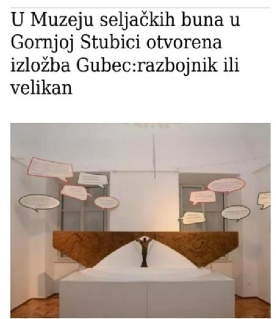 U Muzeju seljačkih buna u
Gornjoj Stubici otvorena
izložba Gubec:razbojnik ili
velikan